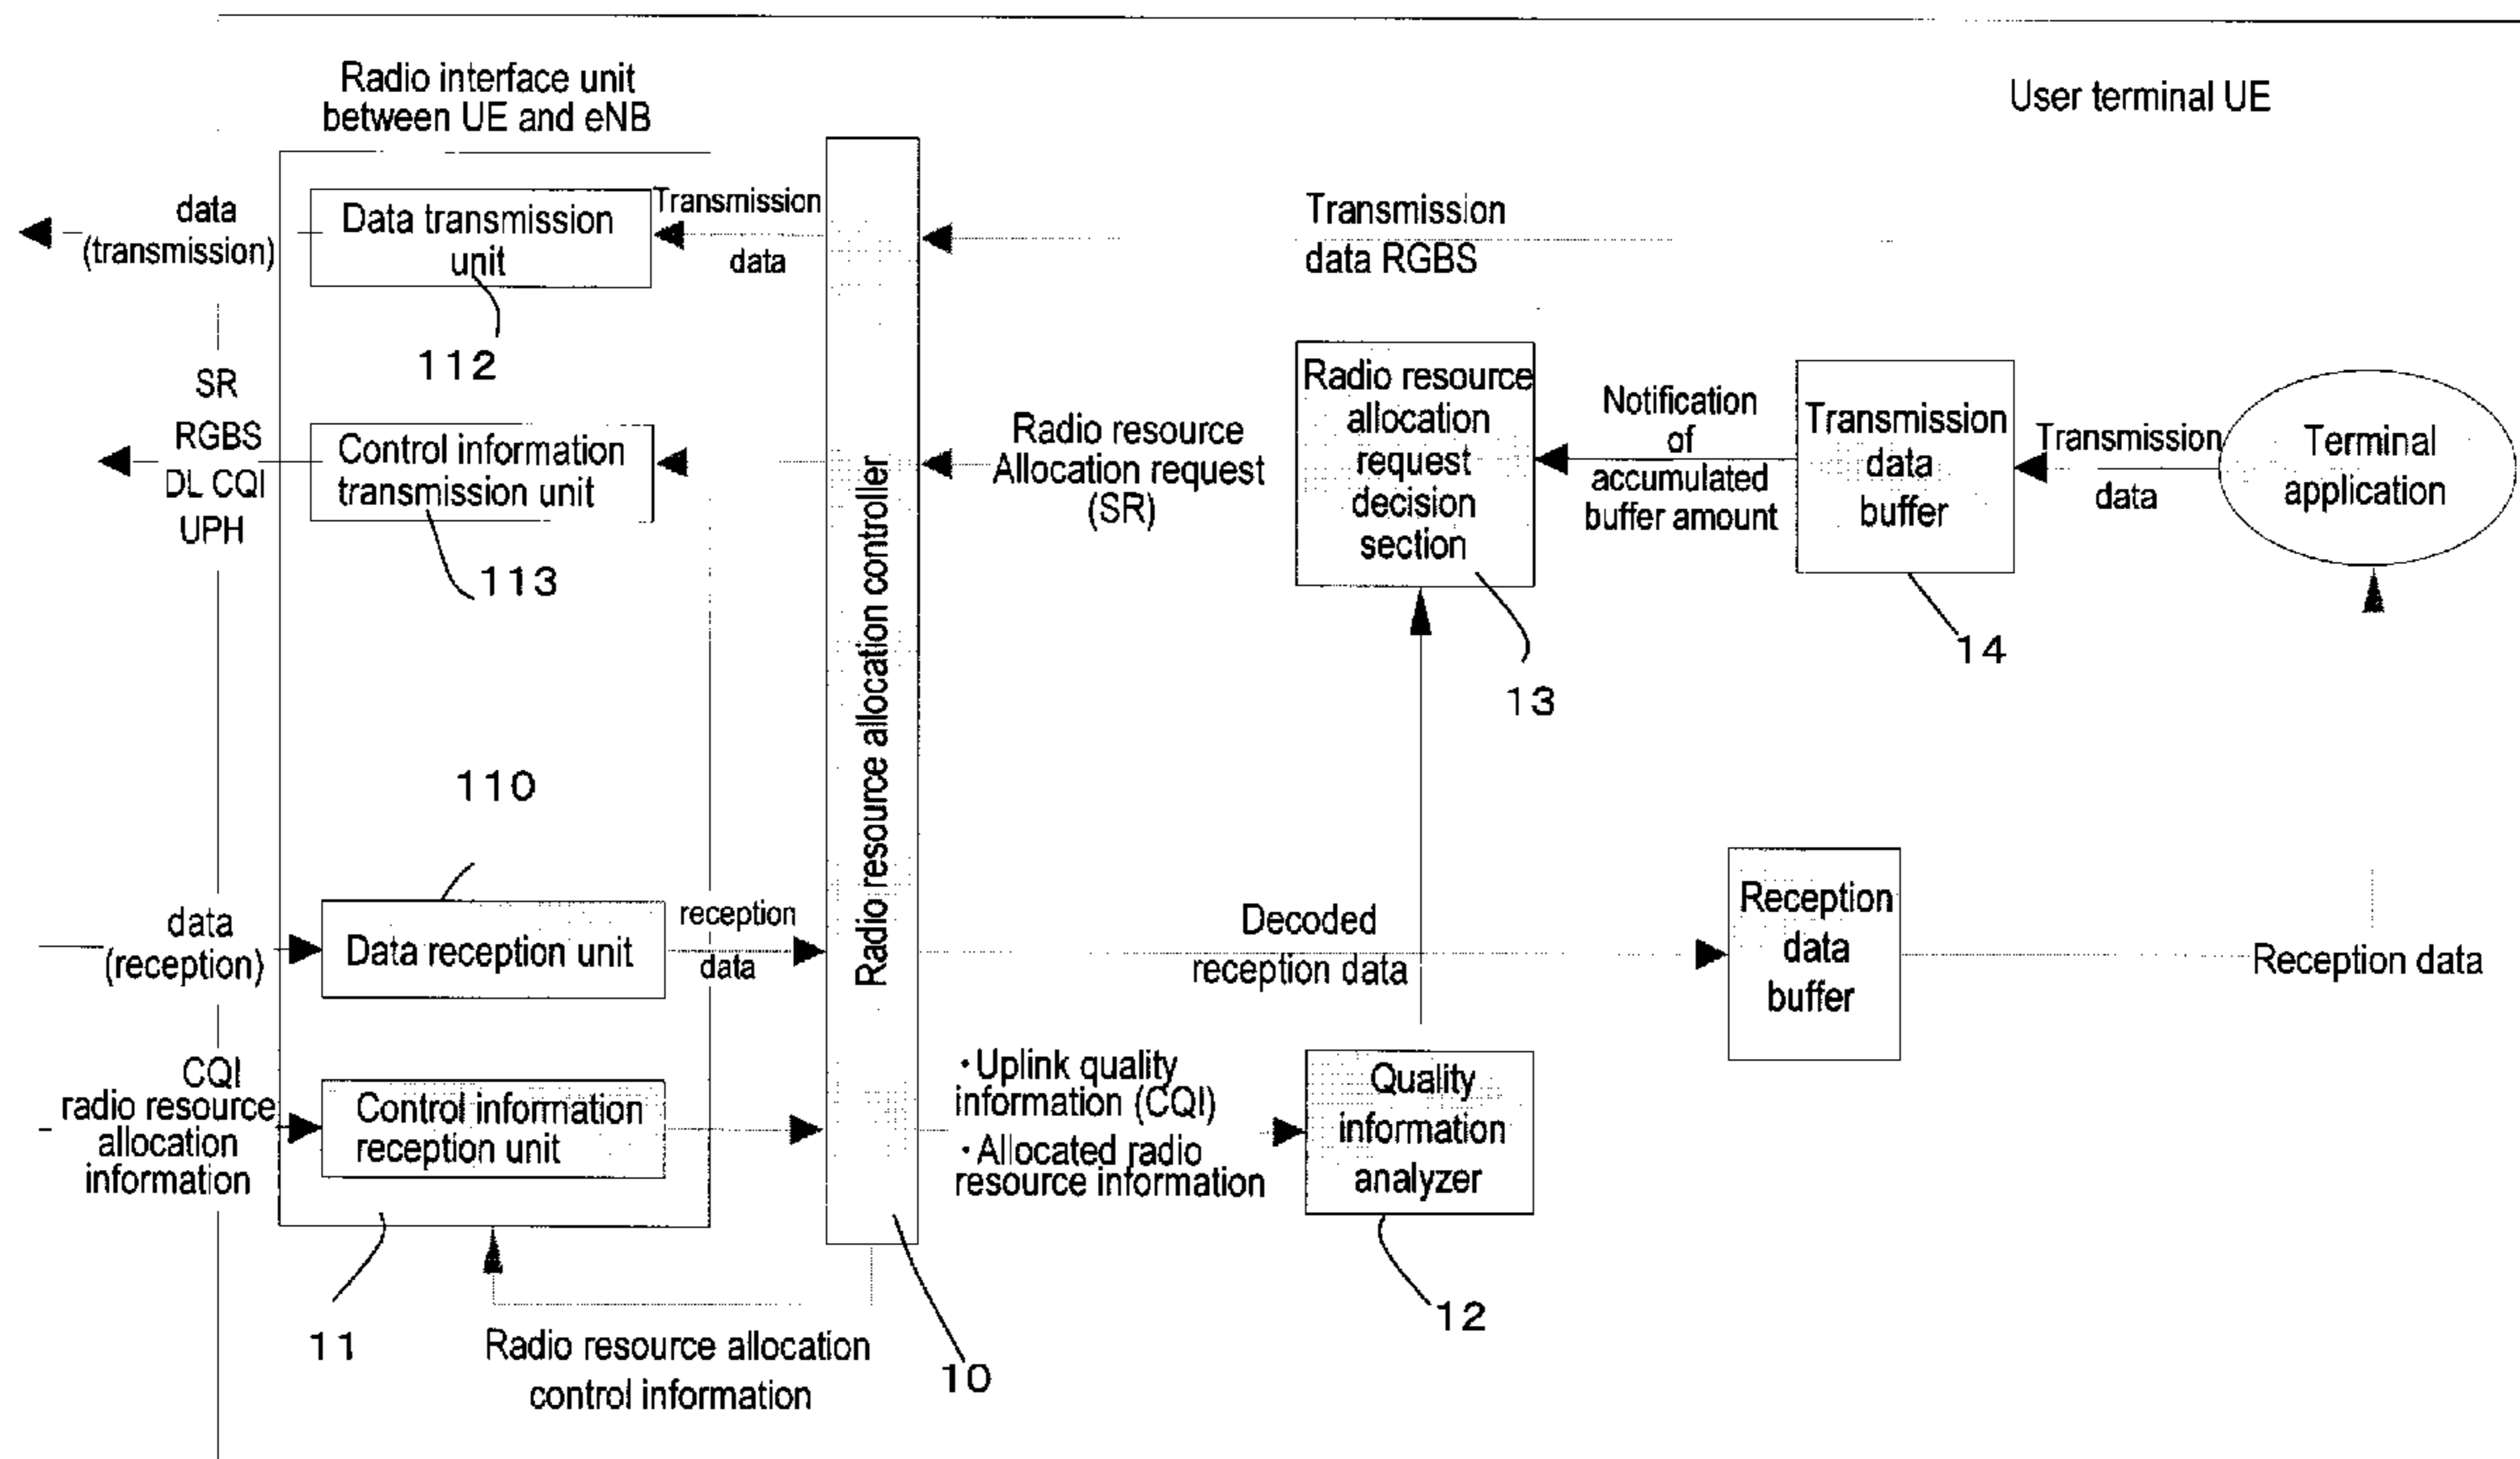 Radio interface unit
between UE and eNB
User terminal UE
data
(transmission)
Data transmission
unit
Transmission
data
Transmission
data RGBS
112
SR
RGBS
DL CQI
UPH
Control information
transmission unit
113
Radio resource allocation controller
Radio resource
Allocation request
(SR)
Radio resource
allocation
request
decision
section
13
Notification
of
accumulated
buffer amount
Transmission
data
buffer
14
Transmission
data
Terminal
application
110
data
(reception)
Data reception unit
reception
data
Decoded
reception data
Reception
data
buffer
Reception data
CQI
radio resource
allocation
information
Control information
reception unit
・Uplink quality
information (CQI)
・Allocated radio
resource information
Quality
information
analyzer
12
11
Radio resource allocation
control information
10